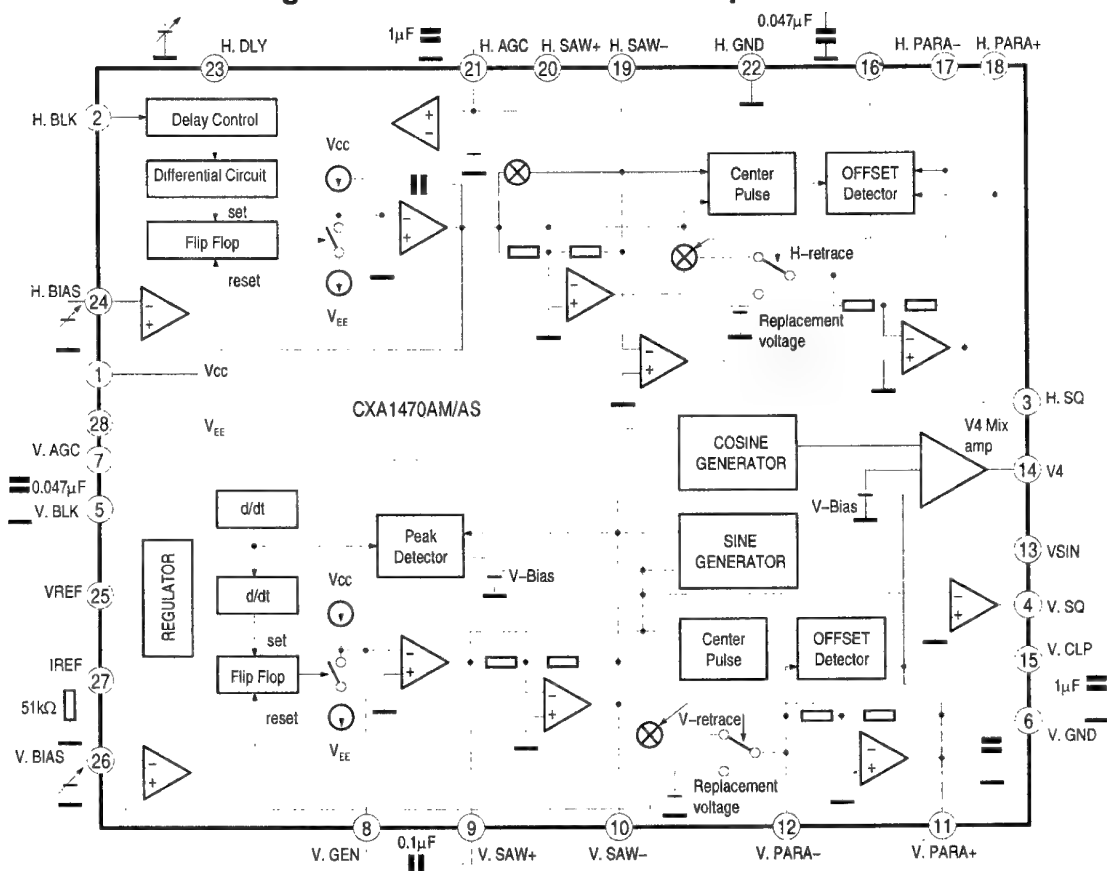 1µF
0.047µF
H. DLY
H. AGC
H. SAW+
H. SAW-
H. GND
H. PARA-
H. PARA+
23
21
20
19
22
16
17
18
H. BLK
2
Delay Control
Vcc
Differential Circuit
set
Flip Flop
reset
VEE
Center
Pulse
OFFSET
Detector
H-retrace
Replacement
voltage
H. BIAS
24
1
Vcc
28
VEE
CXA1470AM/AS
3
H. SQ
V. AGC
7
0.047µF
5
V. BLK
COSINE
GENERATOR
V4 Mix
amp
14
V4
V-Bias
d/dt
Peak
Detector
SINE
GENERATOR
13
VSIN
REGULATOR
VREF
25
d/dt
Vcc
V-Bias
4
V. SQ
set
Flip Flop
reset
VEE
Center
Pulse
OFFSET
Detector
V. CLP
15
1µF
IREF
27
51kΩ
6
V. GND
V. BIAS
26
V-retrace
Replacement
voltage
8
9
10
12
11
V. GEN
0.1µF
V. SAW+
V. SAW-
V. PARA-
V. PARA+